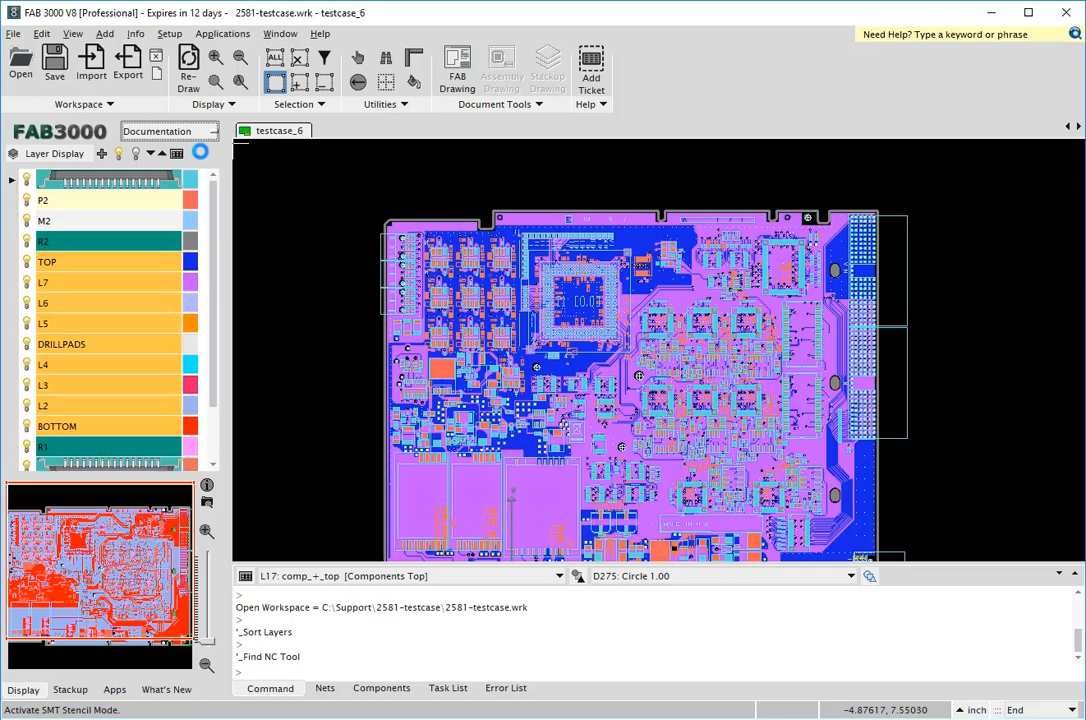 FAB 3000 V8 [Professional] - Expires in 12 days - 2581-testcase.wrk - testcase_6
File Edit View Add Info Setup Applications Window Help
Need Help? Type a keyword or phrase
Open Save Import Export Re-Draw ALL FAB Drawing Assembly Drawing Stackup Drawing Add Ticket
Workspace Display Selection Utilities Document Tools Help
FAB3000 Documentation testcase_6
Layer Display
P2
M2
R2
TOP
L7
L6
L5
DRILLPADS
L4
L3
L2
BOTTOM
R1
L17: comp_+_top [Components Top] D275: Circle 1.00
>
Open Workspace = C:\Support\2581-testcase\2581-testcase.wrk
>
'_Sort Layers
>
'_Find NC Tool
>
Display Stackup Apps What's New Command Nets Components Task List Error List
Activate SMT Stencil Mode. -4.87617, 7.55030 inch ::: End